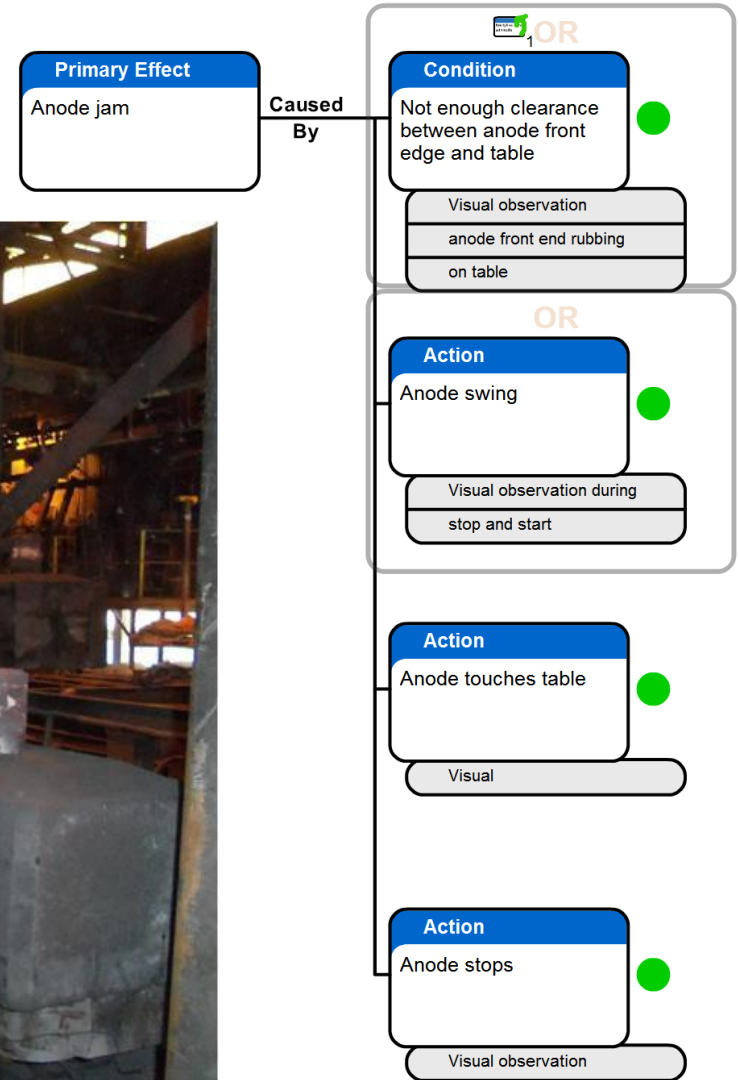 OR
1
Primary Effect
Anode jam
Caused
By
Condition
Not enough clearance
between anode front
edge and table
Visual observation
anode front end rubbing
on table
OR
Action
Anode swing
Visual observation during
stop and start
Action
Anode touches table
Visual
Action
Anode stops
Visual observation